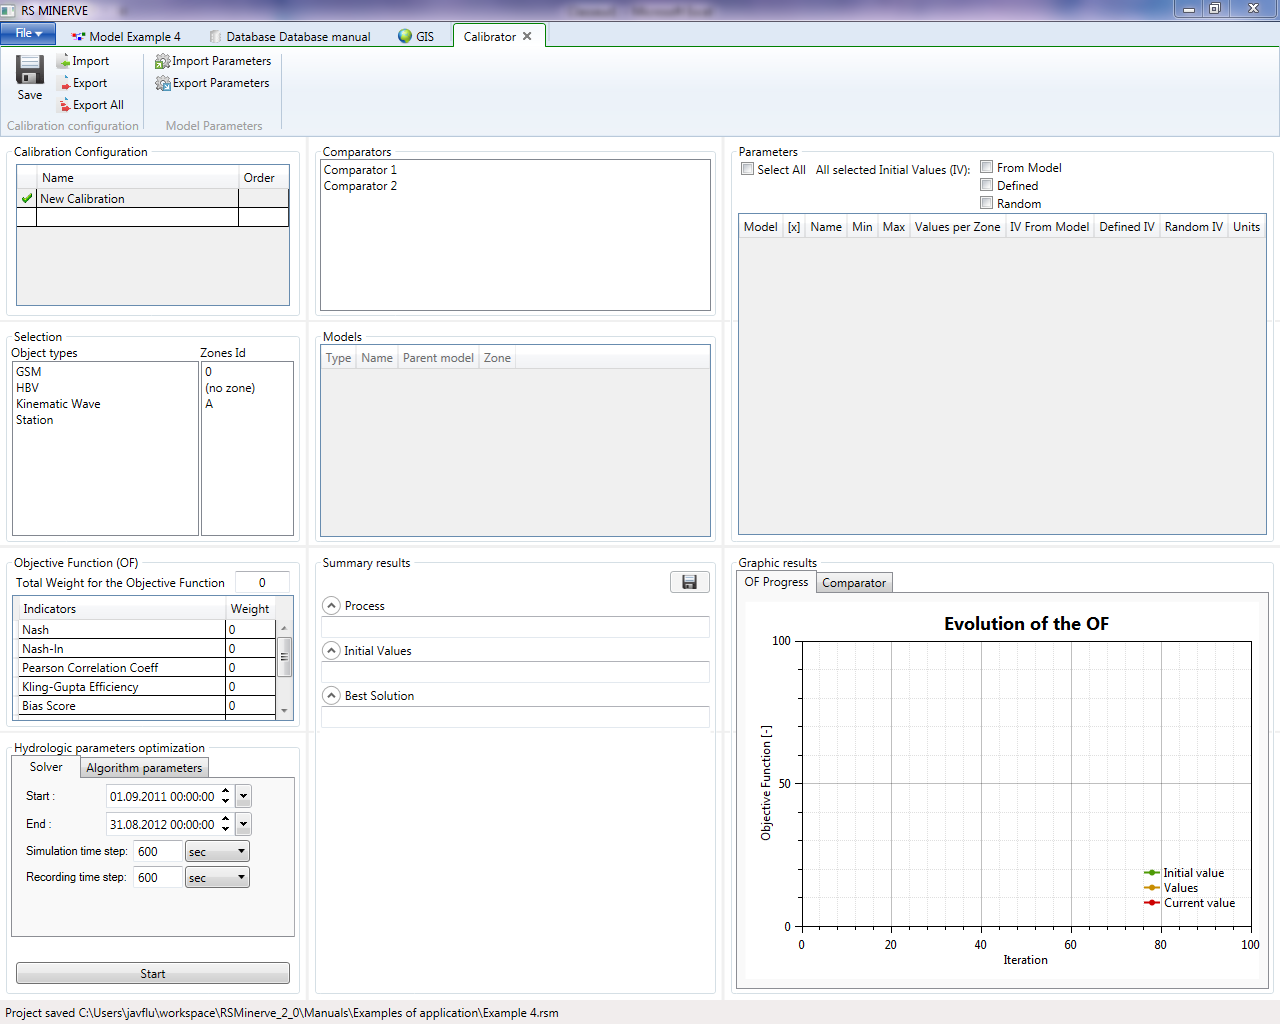 RS MINERVE
File
Model Example 4
Database Database manual
GIS
Calibrator
Save
Import
Export
Export All
Calibration configuration
Import Parameters
Export Parameters
Model Parameters
Calibration Configuration
Name Order
New Calibration
Comparators
Comparator 1
Comparator 2
Parameters
Select All All selected Initial Values (IV):
From Model
Defined
Random
Model [x] Name Min Max Values per Zone IV From Model Defined IV Random IV Units
Selection
Object types
GSM
HBV
Kinematic Wave
Station
Zones Id
0
(no zone)
A
Models
Type Name Parent model Zone
Objective Function (OF)
Total Weight for the Objective Function 0
Indicators Weight
Nash 0
Nash-ln 0
Pearson Correlation Coeff 0
Kling-Gupta Efficiency 0
Bias Score 0
Summary results
Process
Initial Values
Best Solution
Graphic results
OF Progress Comparator
Evolution of the OF
100
50
0
Objective Function [-]
0 20 40 60 80 100
Iteration
Initial value
Values
Current value
Hydrologic parameters optimization
Solver Algorithm parameters
Start : 01.09.2011 00:00:00
End : 31.08.2012 00:00:00
Simulation time step: 600 sec
Recording time step: 600 sec
Start
Project saved C:\Users\javflu\workspace\RSMinerve_2_0\Manuals\Examples of application\Example 4.rsm